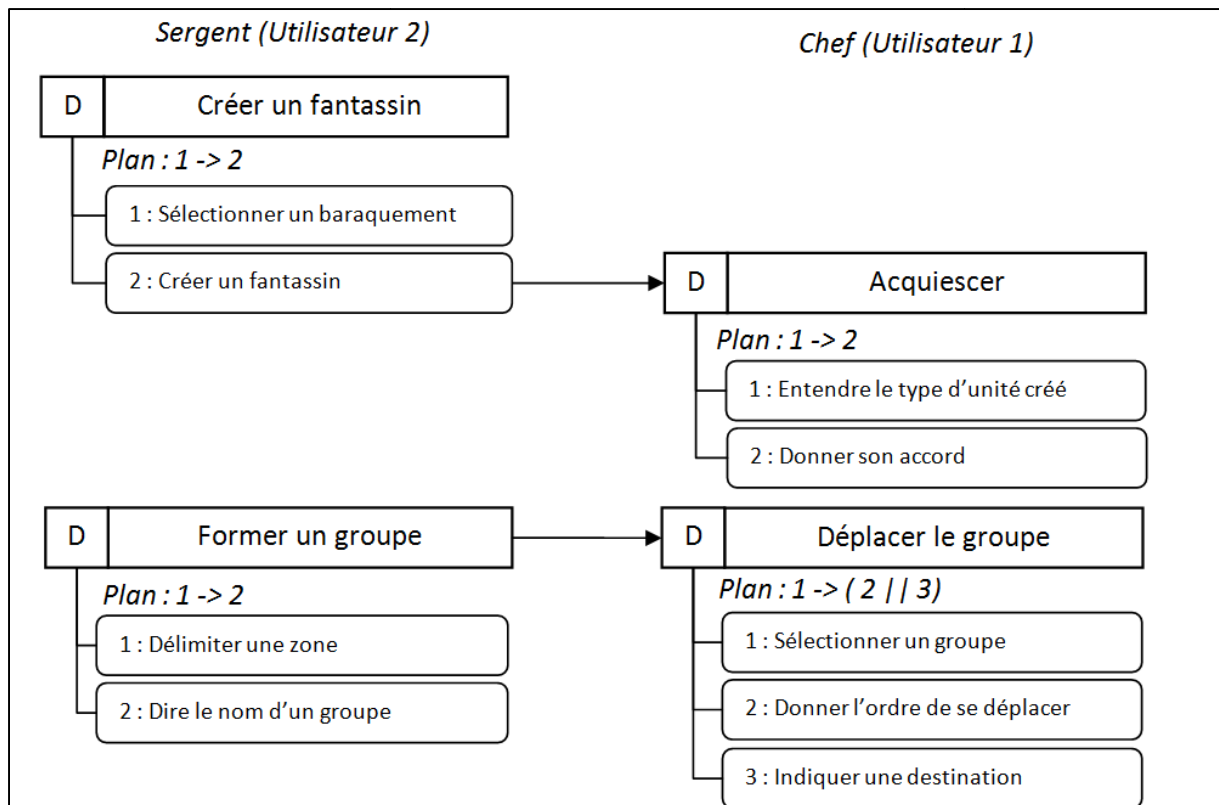 Sergent (Utilisateur 2)
Chef (Utilisateur 1)
D Créer un fantassin
Plan : 1 -> 2
1 : Sélectionner un baraquement
2 : Créer un fantassin
D Acquiescer
Plan : 1 -> 2
1 : Entendre le type d’unité créé
2 : Donner son accord
D Former un groupe
Plan : 1 -> 2
1 : Délimiter une zone
2 : Dire le nom d’un groupe
D Déplacer le groupe
Plan : 1 -> ( 2 || 3)
1 : Sélectionner un groupe
2 : Donner l’ordre de se déplacer
3 : Indiquer une destination